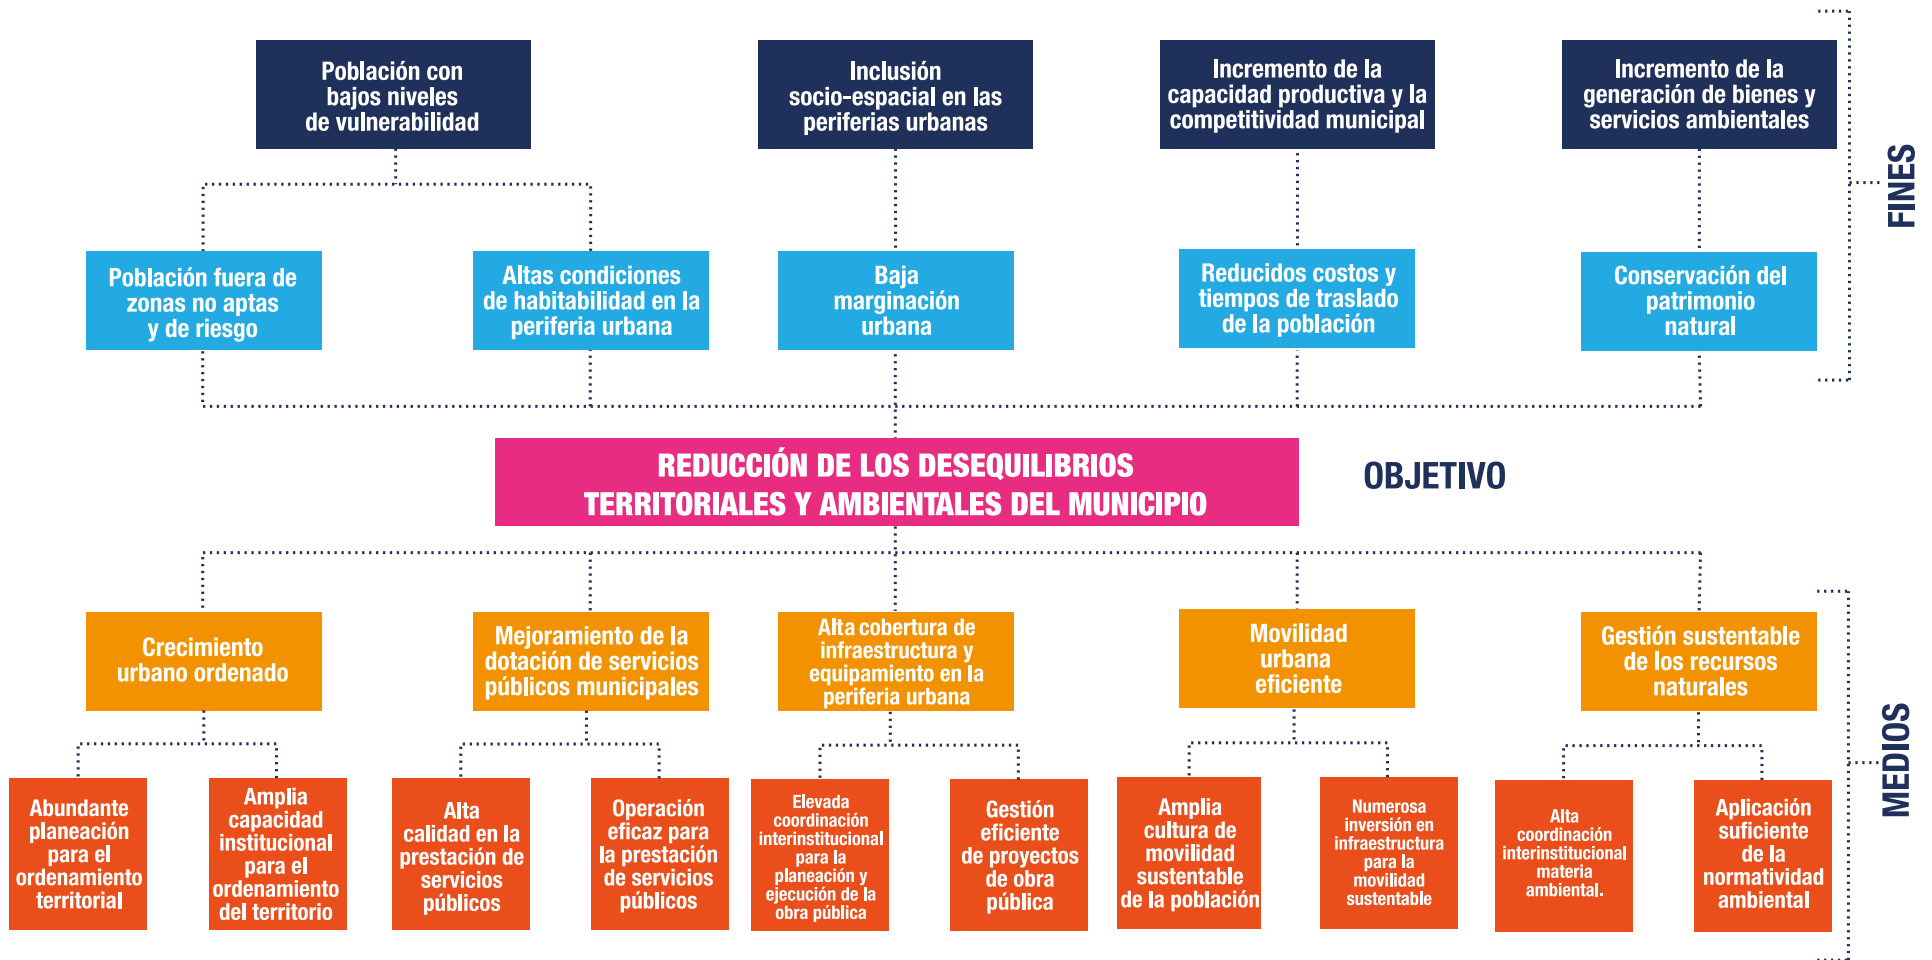 Población con
bajos niveles
de vulnerabilidad
Inclusión
socio-espacial en las
periferias urbanas
Incremento de la
capacidad productiva y la
competitividad municipal
Incremento de la
generación de bienes y
servicios ambientales
FINES
Población fuera de
zonas no aptas
y de riesgo
Altas condiciones
de habitabilidad en la
periferia urbana
Baja
marginación
urbana
Reducidos costos y
tiempos de traslado
de la población
Conservación del
patrimonio
natural
REDUCCIÓN DE LOS DESEQUILIBRIOS
TERRITORIALES Y AMBIENTALES DEL MUNICIPIO
OBJETIVO
Crecimiento
urbano ordenado
Mejoramiento de la
dotación de servicios
públicos municipales
Alta cobertura de
infraestructura y
equipamiento en la
periferia urbana
Movilidad
urbana
eficiente
Gestión sustentable
de los recursos
naturales
MEDIOS
Abundante
planeación
para el
ordenamiento
territorial
Amplia
capacidad
institucional
para el
ordenamiento
del territorio
Alta
calidad en la
prestación de
servicios
públicos
Operación
eficaz para
la prestación
de servicios
públicos
Elevada
coordinación
interinstitucional
para la
planeación y
ejecución de la
obra pública
Gestión
eficiente
de proyectos
de obra
pública
Amplia
cultura de
movilidad
sustentable
de la población
Numerosa
inversión en
infraestructura
para la
movilidad
sustentable
Alta
coordinación
interinstitucional
materia
ambiental.
Aplicación
suficiente
de la
normatividad
ambiental